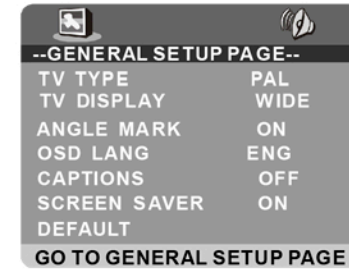 --GENERAL SETUP PAGE--
TV TYPE PAL
TV DISPLAY WIDE
ANGLE MARK ON
OSD LANG ENG
CAPTIONS OFF
SCREEN SAVER ON
DEFAULT
GO TO GENERAL SETUP PAGE